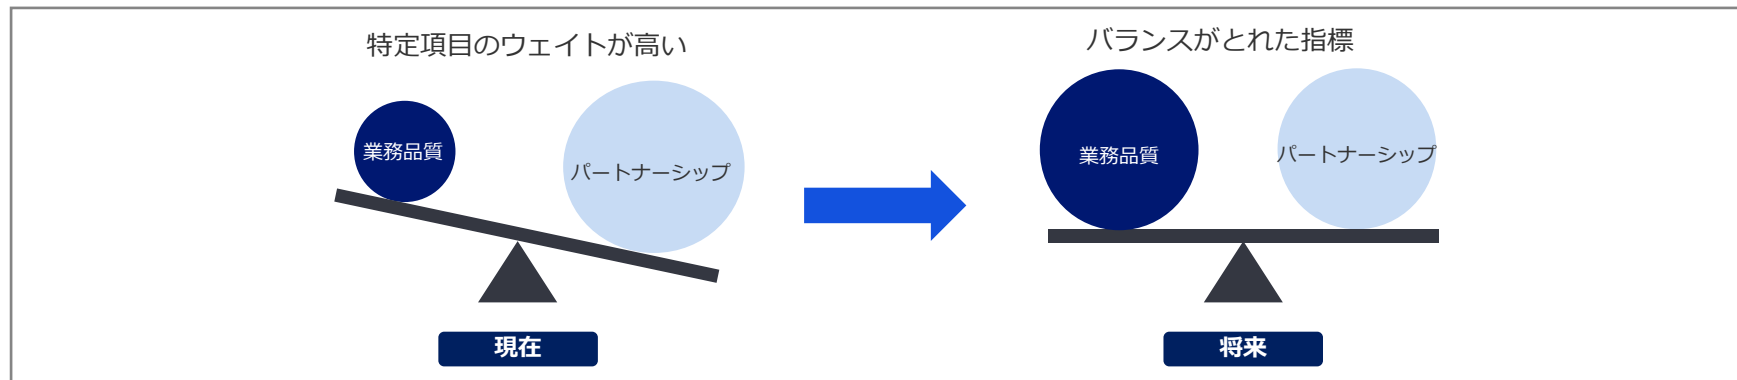 特定項目のウェイトが高い
業務品質
パートナーシップ
現在
バランスがとれた指標
業務品質
パートナーシップ
将来